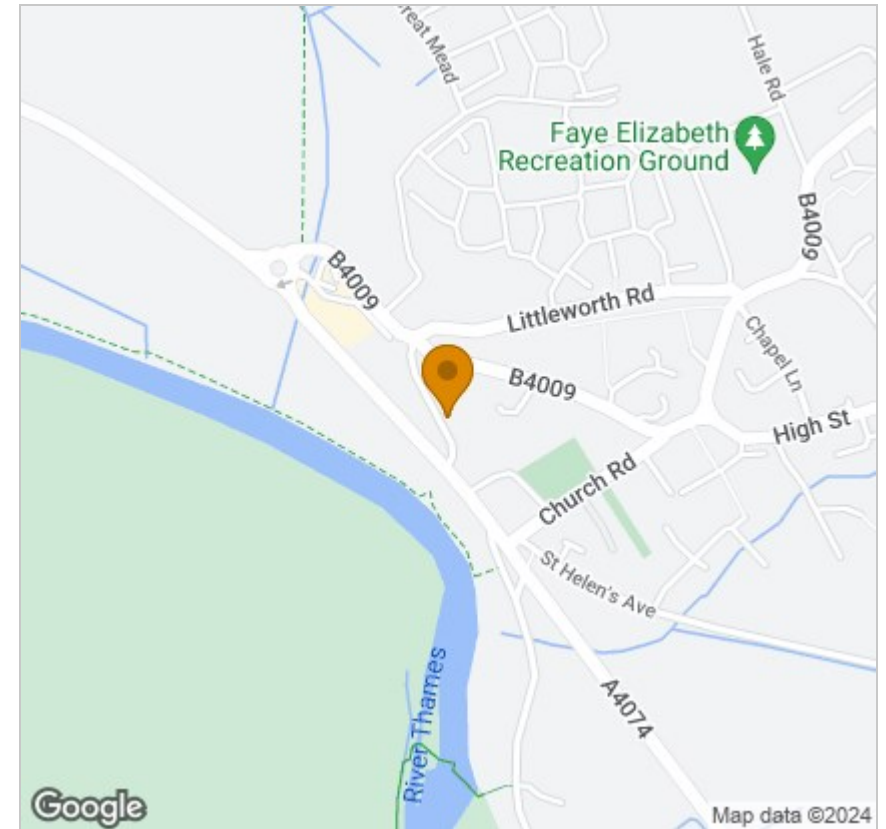 reat Mead
Hale Rd
Faye Elizabeth
Recreation Ground
B4009
B4009
Littleworth Rd
Chapel Ln
B4009
High St
Church Rd
St Helen's Ave
River Thames
A4074
Google
Map data ©2024